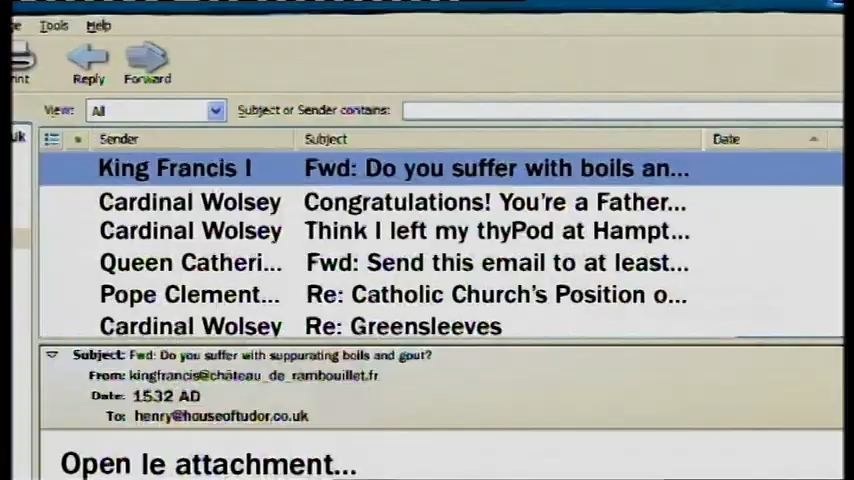 Tools Help
Reply Forward
View: All Subject or Sender contains:
uk
Sender Subject Date
King Francis I Fwd: Do you suffer with boils an...
Cardinal Wolsey Congratulations! You're a Father...
Cardinal Wolsey Think I left my thyPod at Hampt...
Queen Catheri... Fwd: Send this email to at least...
Pope Clement... Re: Catholic Church's Position o...
Cardinal Wolsey Re: Greensleeves
Subject: Fwd: Do you suffer with suppurating boils and gout?
From: kingfrancis@château_de_rambouillet.fr
Date: 1532 AD
To: henry@houseoftudor.co.uk
Open le attachment...